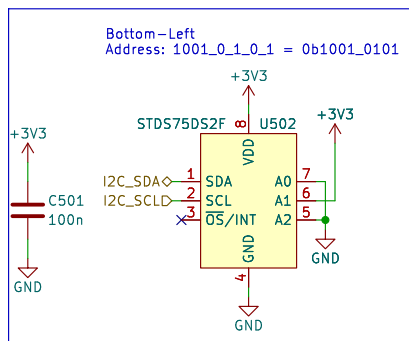 Bottom-Left
Address: 1001_0_1_0_1 = 0b1001_0101
+3V3
+3V3
STDS75DS2F U502
8
VDD
+3V3
I2C_SDA 1 SDA A0 7
C501
I2C_SCL 2 SCL A1 6
100n
3 OS/INT A2 5
GND
4
GND
GND
GND